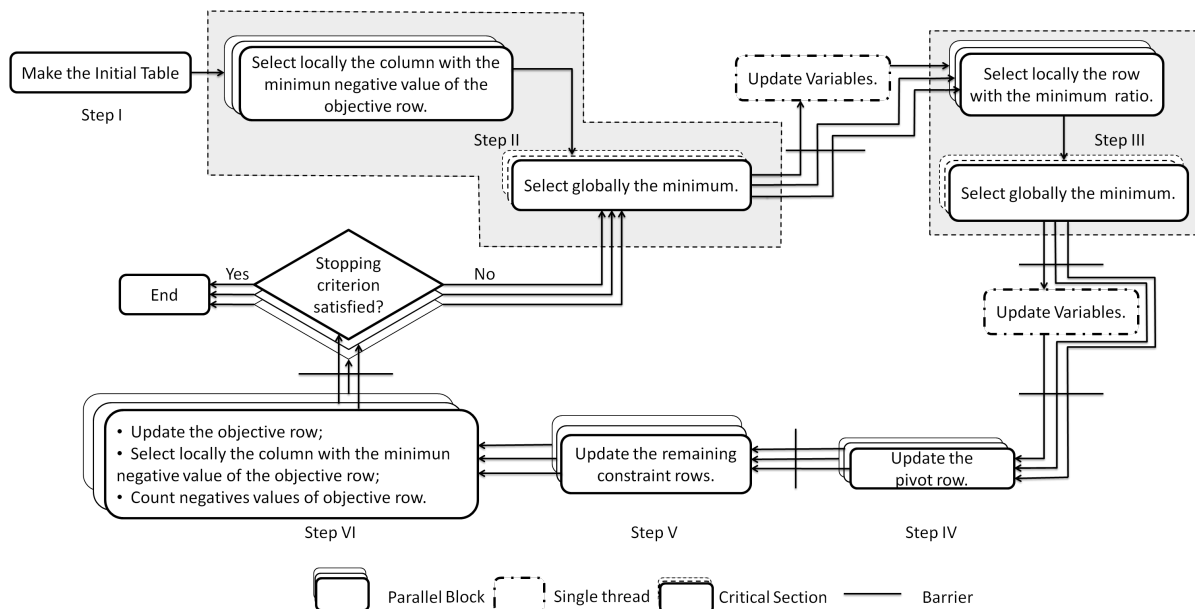 Make the Initial Table
Step I
Select locally the column with the
minimun negative value of the
objective row.
Step II
Select globally the minimum.
Update Variables.
Select locally the row
with the minimum ratio.
Step III
Select globally the minimum.
Update Variables.
Update the
pivot row.
Step IV
Update the remaining
constraint rows.
Step V
• Update the objective row;
• Select locally the column with the minimun
negative value of the objective row;
• Count negatives values of objective row.
Step VI
Stopping
criterion
satisfied?
Yes
No
End
Parallel Block
Single thread
Critical Section
Barrier